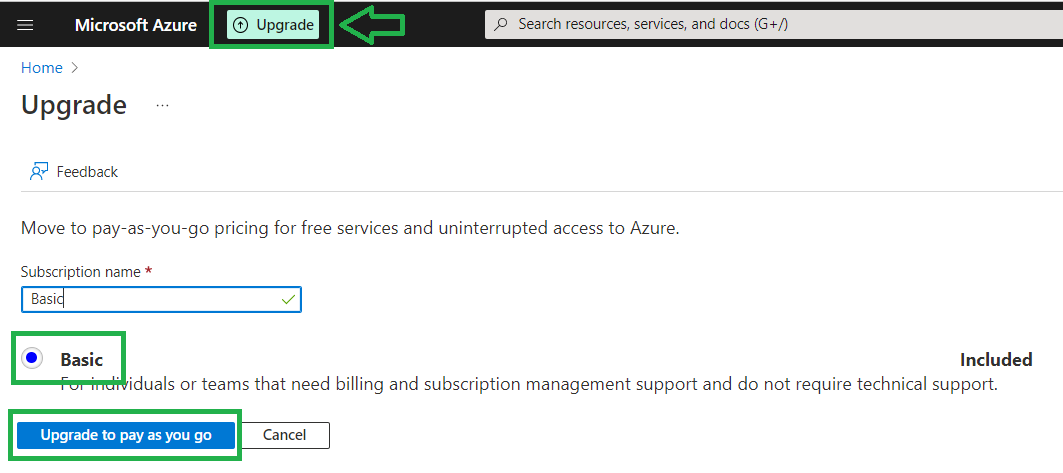 Microsoft Azure Upgrade Search resources, services, and docs (G+/)
Home >
Upgrade ...
Feedback
Move to pay-as-you-go pricing for free services and uninterrupted access to Azure.
Subscription name *
Basic
Basic Included
For individuals or teams that need billing and subscription management support and do not require technical support.
Upgrade to pay as you go Cancel